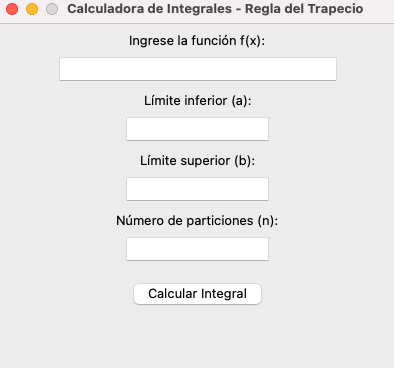 Calculadora de Integrales - Regla del Trapecio
Ingrese la función f(x):
Límite inferior (a):
Límite superior (b):
Número de particiones (n):
Calcular Integral